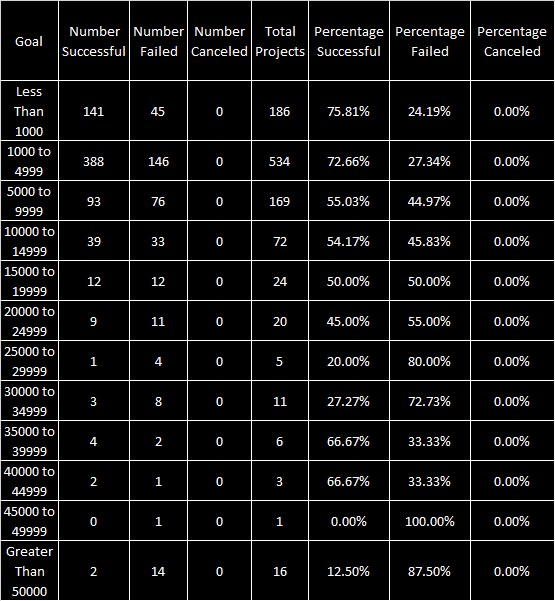 Goal Number Successful Number Failed Number Canceled Total Projects Percentage Successful Percentage Failed Percentage Canceled
Less Than 1000 141 45 0 186 75.81% 24.19% 0.00%
1000 to 4999 388 146 0 534 72.66% 27.34% 0.00%
5000 to 9999 93 76 0 169 55.03% 44.97% 0.00%
10000 to 14999 39 33 0 72 54.17% 45.83% 0.00%
15000 to 19999 12 12 0 24 50.00% 50.00% 0.00%
20000 to 24999 9 11 0 20 45.00% 55.00% 0.00%
25000 to 29999 1 4 0 5 20.00% 80.00% 0.00%
30000 to 34999 3 8 0 11 27.27% 72.73% 0.00%
35000 to 39999 4 2 0 6 66.67% 33.33% 0.00%
40000 to 44999 2 1 0 3 66.67% 33.33% 0.00%
45000 to 49999 0 1 0 1 0.00% 100.00% 0.00%
Greater Than 50000 2 14 0 16 12.50% 87.50% 0.00%